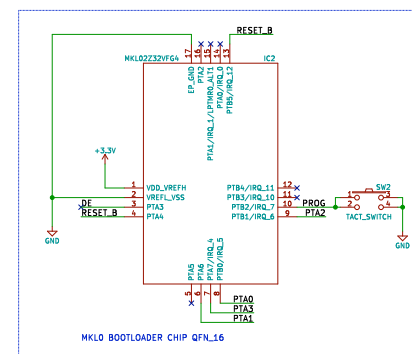 RESET_B
MKL02Z32VFG4
IC2
17
16
15
14
13
EP_GND
PTA2
PTA1/IRQ_1/LPTMR0_ALT1
PTA0/IRQ_0
PTB5/IRQ_12
+3.3V
1 VDD_VREFH
2 VREFL_VSS
DE 3 PTA3
RESET_B 4 PTA4
PTB4/IRQ_11 12
PTB3/IRQ_10 11
PTB2/IRQ_7 10 PROG
PTB1/IRQ_6 9 PTA2
SW2
1 3
2 4
TACT_SWITCH
GND
GND
PTA5
PTA6
PTA7/IRQ_4
PTB0/IRQ_5
5
6
7
8
PTA0
PTA3
PTA1
MKL0 BOOTLOADER CHIP QFN_16